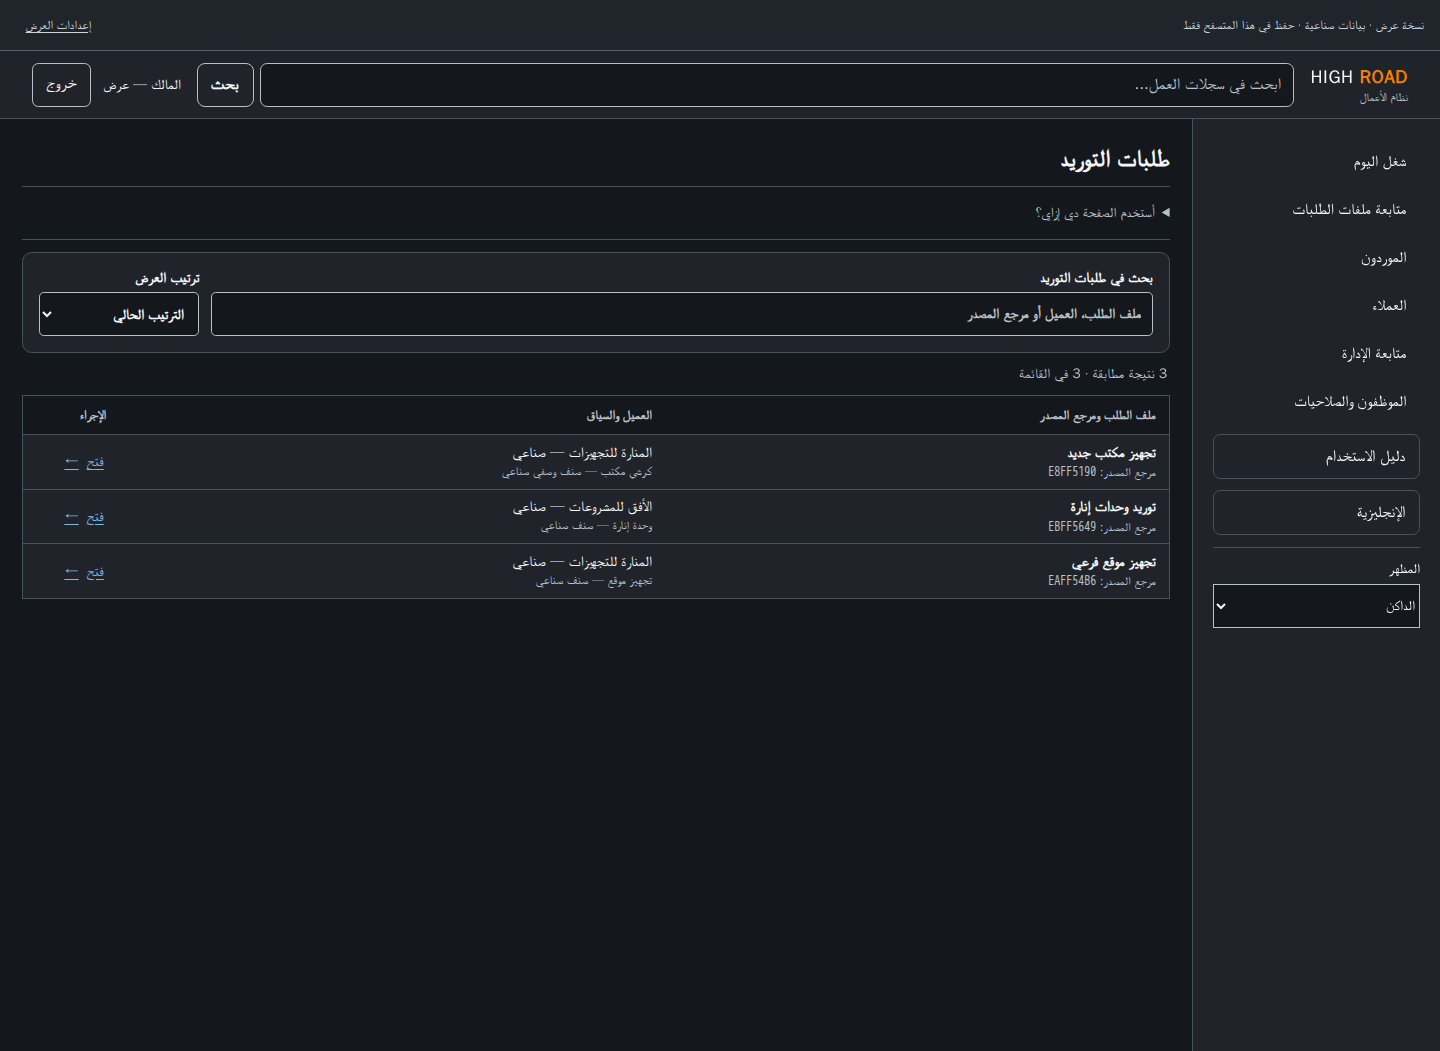 نسخة عرض · بيانات صناعية · حفظ في هذا المتصفح فقط
إعدادات العرض
HIGH ROAD
نظام الأعمال
ابحث في سجلات العمل...
بحث
المالك — عرض
خروج
شغل اليوم
متابعة ملفات الطلبات
الموردون
العملاء
متابعة الإدارة
الموظفون والصلاحيات
دليل الاستخدام
الإنجليزية
المظهر
الداكن
طلبات التوريد
أستخدم الصفحة دي إزاي؟
بحث في طلبات التوريد
ملف الطلب، العميل أو مرجع المصدر
ترتيب العرض
الترتيب الحالي
3 نتيجة مطابقة · 3 في القائمة
ملف الطلب ومرجع المصدر
العميل والسياق
الإجراء
تجهيز مكتب جديد
مرجع المصدر: E8FF5190
المنارة للتجهيزات — صناعي
كرشي مكتب — صنف وصفي صناعي
فتح ←
توريد وحدات إنارة
مرجع المصدر: EBFF5649
الأفق للمشروعات — صناعي
وحدة إنارة — صنف صناعي
فتح ←
تجهيز موقع فرعي
مرجع المصدر: EAFF54B6
المنارة للتجهيزات — صناعي
تجهيز موقع — صنف صناعي
فتح ←